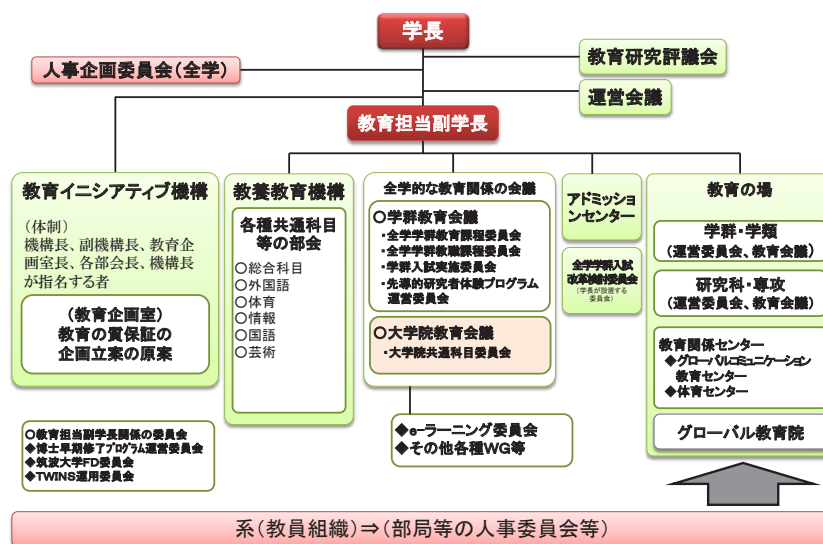 学長
人事企画委員会(全学)
教育研究評議会
運営会議
教育担当副学長
教育イニシアティブ機構
(体制)
機構長、副機構長、教育企
画室長、各部会長、機構長
が指名する者
(教育企画室)
教育の質保証の
企画立案の原案
教養教育機構
各種共通科目
等の部会
○総合科目
○外国語
○体育
○情報
○国語
○芸術
全学的な教育関係の会議
○学群教育会議
・全学学群教育課程委員会
・全学学群教職課程委員会
・学群入試実施委員会
・先導的研究者体験プログラム
運営委員会
○大学院教育会議
・大学院共通科目委員会
アドミッシ
ョンセンター
全学学群入試
改革検討委員会
(学長が設置する
委員会)
教育の場
学群・学類
(運営委員会、教育会議)
研究科・専攻
(運営委員会、教育会議)
教育関係センター
◆グローバルコミュニケーション
教育センター
◆体育センター
グローバル教育院
○教育担当副学長関係の委員会
◆博士早期修了プログラム運営委員会
◆筑波大学FD委員会
◆TWINS運用委員会
◆e-ラーニング委員会
◆その他各種WG等
系(教員組織)⇒(部局等の人事委員会等)